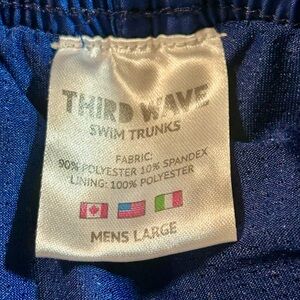 THIRD WAVE
SWIM TRUNKS
FABRIC:
90% POLYESTER 10% SPANDEX
LINING: 100% POLYESTER
MENS LARGE